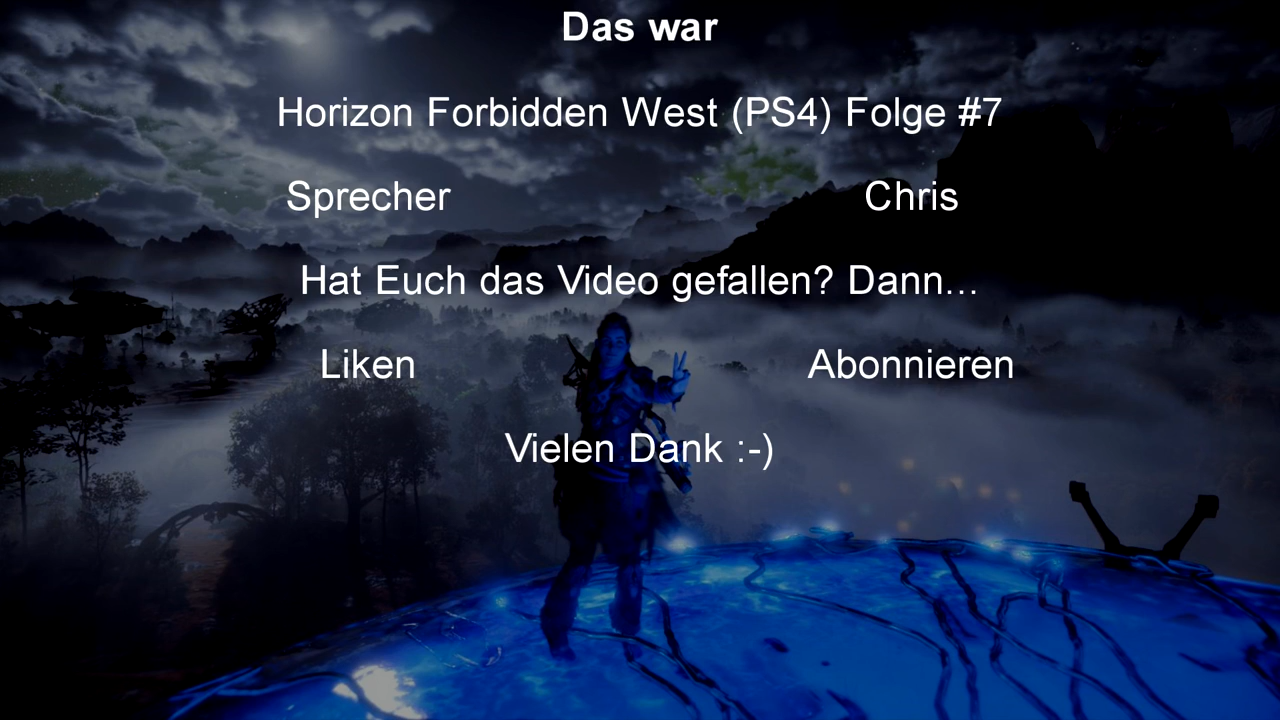 Das war
Horizon Forbidden West (PS4) Folge #7
Sprecher Chris
Hat Euch das Video gefallen? Dann...
Liken Abonnieren
Vielen Dank :-)